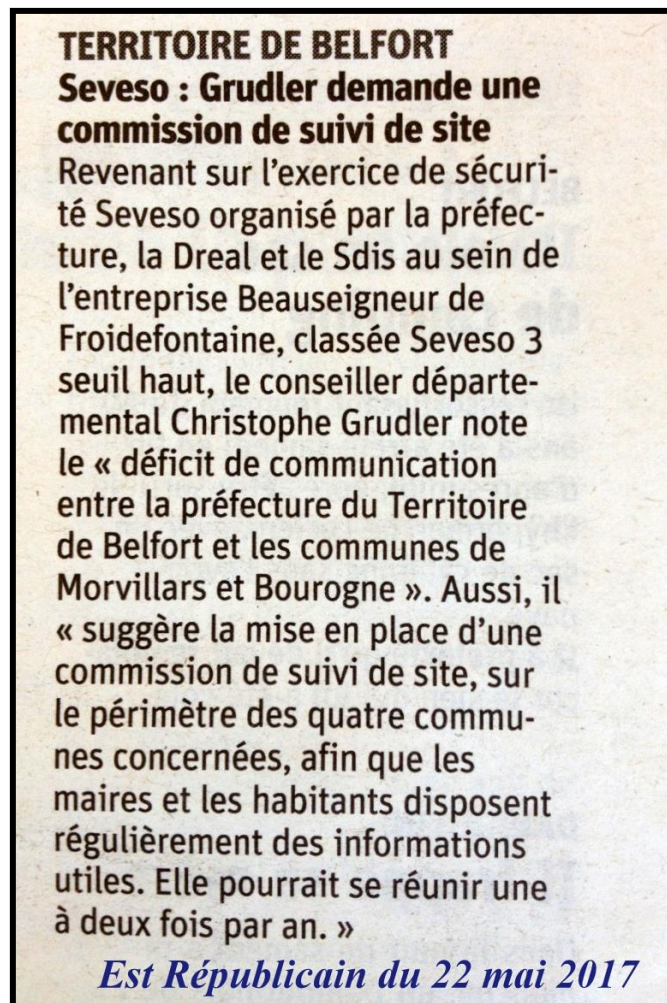 TERRITOIRE DE BELFORT
Seveso : Grudler demande une
commission de suivi de site
Revenant sur l'exercice de sécuri-
té Seveso organisé par la préfec-
ture, la Dreal et le Sdis au sein de
l'entreprise Beauseigneur de
Froidefontaine, classée Seveso 3
seuil haut, le conseiller départe-
mental Christophe Grudler note
le « déficit de communication
entre la préfecture du Territoire
de Belfort et les communes de
Morvillars et Bourogne ». Aussi, il
« suggère la mise en place d'une
commission de suivi de site, sur
le périmètre des quatre commu-
nes concernées, afin que les
maires et les habitants disposent
régulièrement des informations
utiles. Elle pourrait se réunir une
à deux fois par an. »
Est Républicain du 22 mai 2017